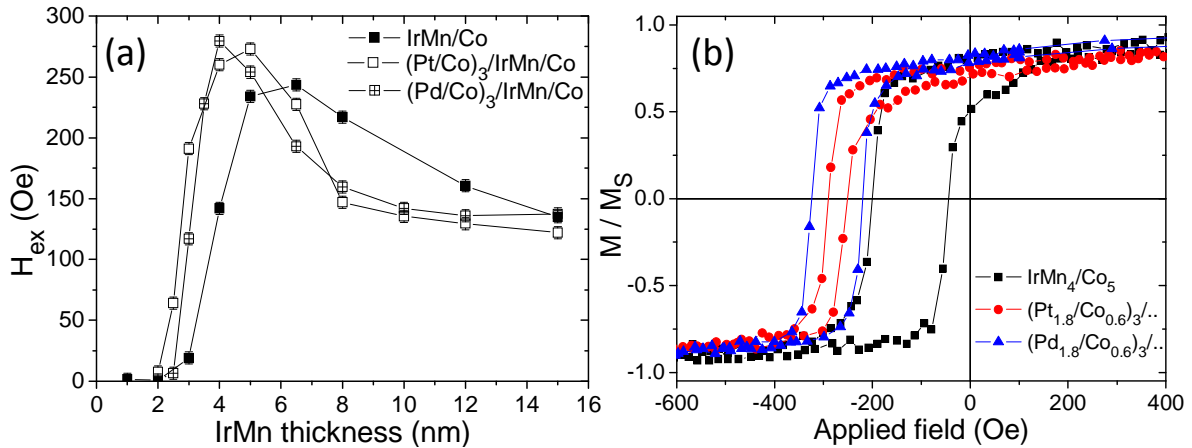 300
250
200
150
100
50
0
H_ex (Oe)
(a)
IrMn/Co
(Pt/Co)_3/IrMn/Co
(Pd/Co)_3/IrMn/Co
0 2 4 6 8 10 12 14 16
IrMn thickness (nm)
1.0
0.5
0.0
-0.5
-1.0
M / M_S
(b)
IrMn_4/Co_5
(Pt_1.8/Co_0.6)_3/..
(Pd_1.8/Co_0.6)_3/..
-600 -400 -200 0 200 400
Applied field (Oe)